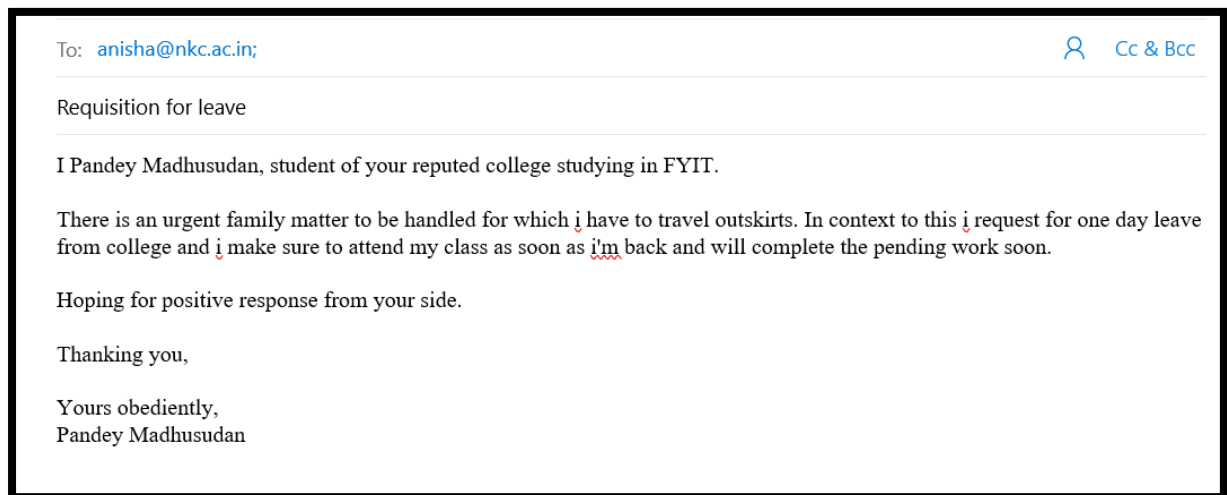 To: anisha@nkc.ac.in; Cc & Bcc
Requisition for leave
I Pandey Madhusudan, student of your reputed college studying in FYIT.
There is an urgent family matter to be handled for which i have to travel outskirts. In context to this i request for one day leave
from college and i make sure to attend my class as soon as i'm back and will complete the pending work soon.
Hoping for positive response from your side.
Thanking you,
Yours obediently,
Pandey Madhusudan